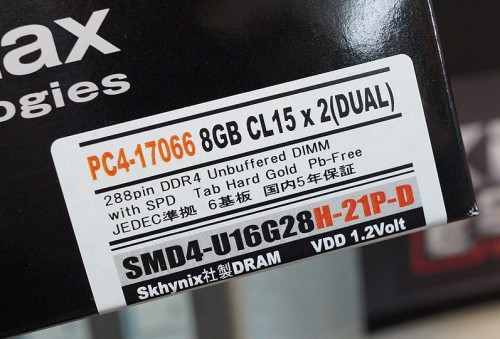 ax
ogies
PC4-17066 8GB CL15 x 2(DUAL)
288pin DDR4 Unbuffered DIMM
with SPD Tab Hard Gold Pb-Free
JEDEC準拠 6基板 国内5年保証
SMD4-U16G28H-21P-D
Skhynix社製DRAM VDD 1.2Volt